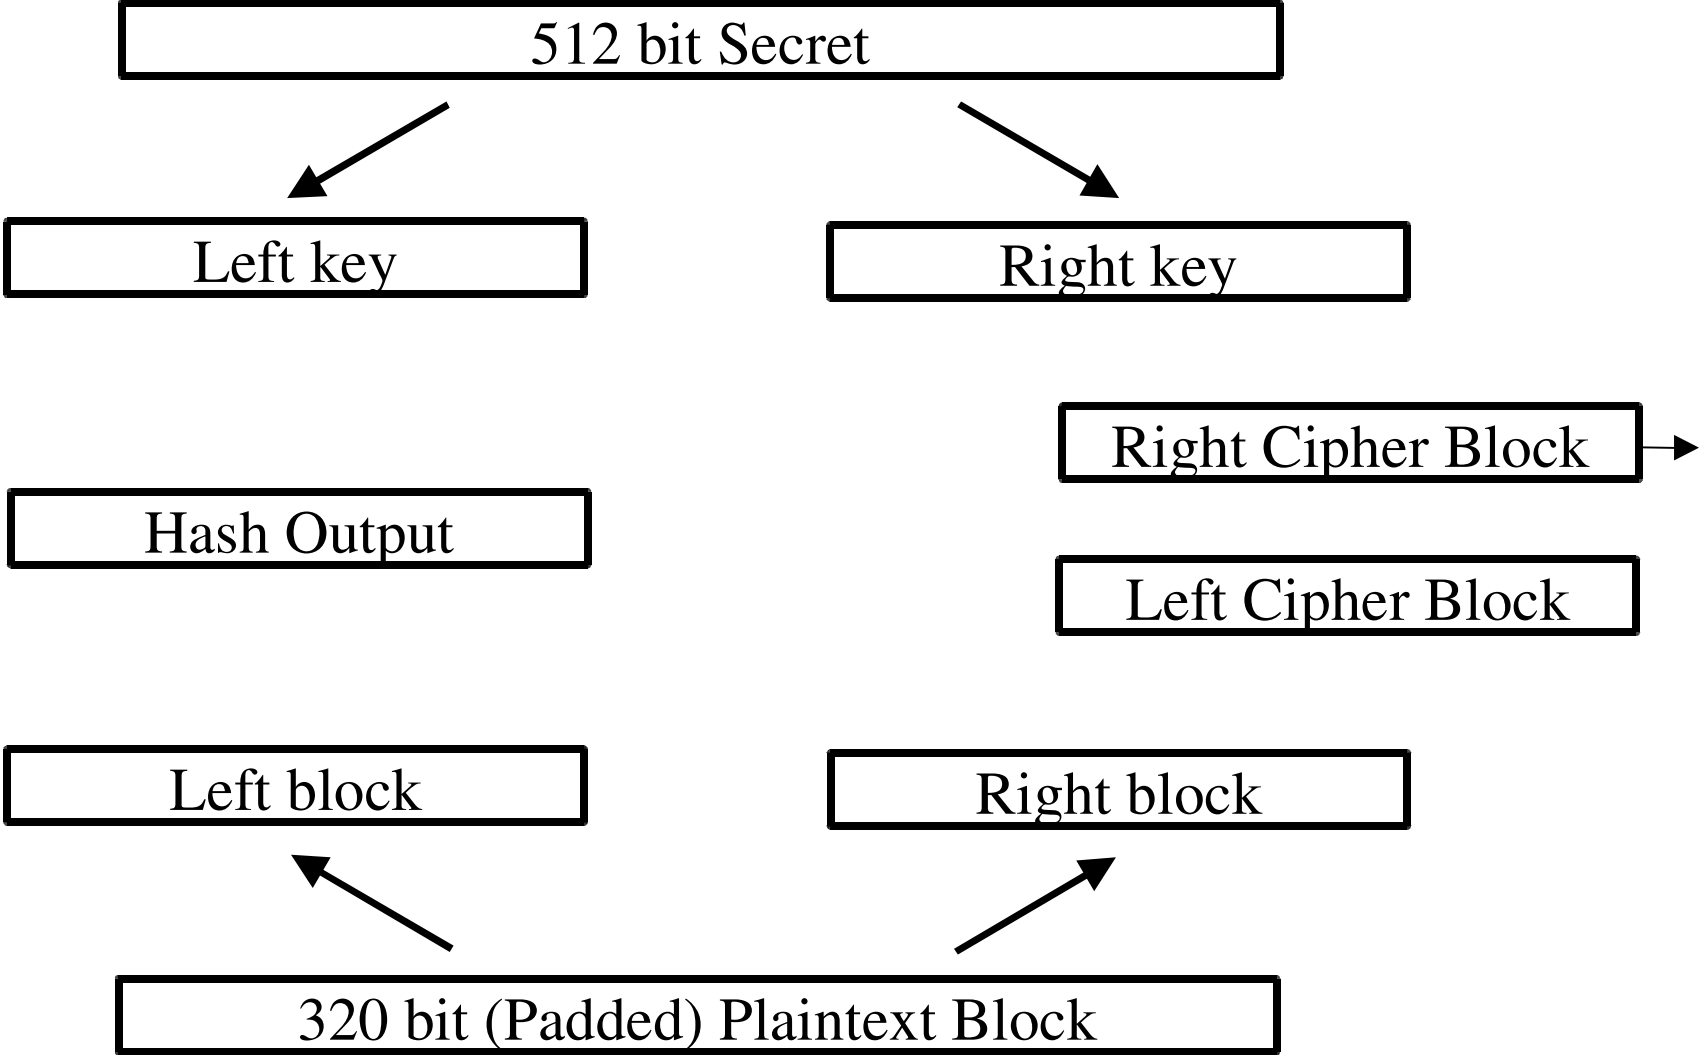 512 bit Secret
Left key
Right key
Right Cipher Block
Hash Output
Left Cipher Block
Left block
Right block
320 bit (Padded) Plaintext Block